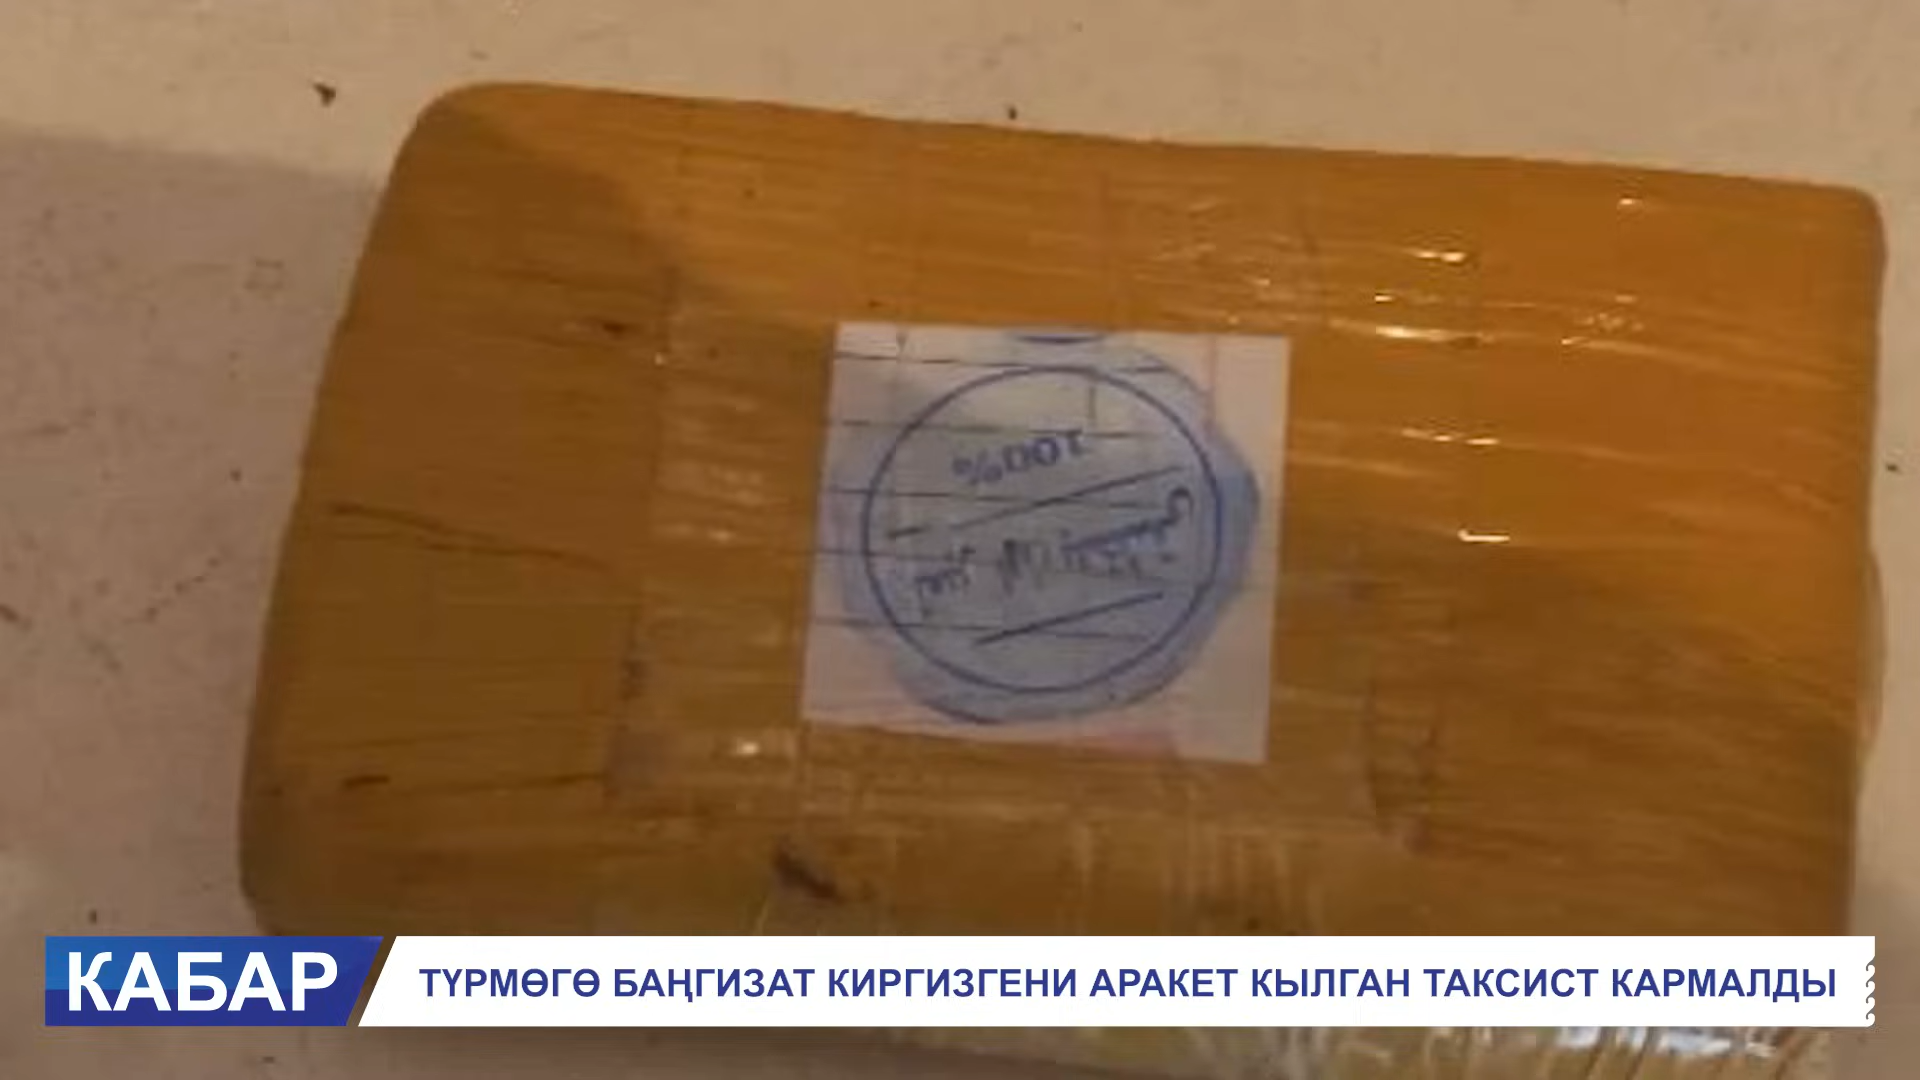 100%
КАБАР
ТҮРМӨГӨ БАҢГИЗАТ КИРГИЗГЕНИ АРАКЕТ КЫЛГАН ТАКСИСТ КАРМАЛДЫ